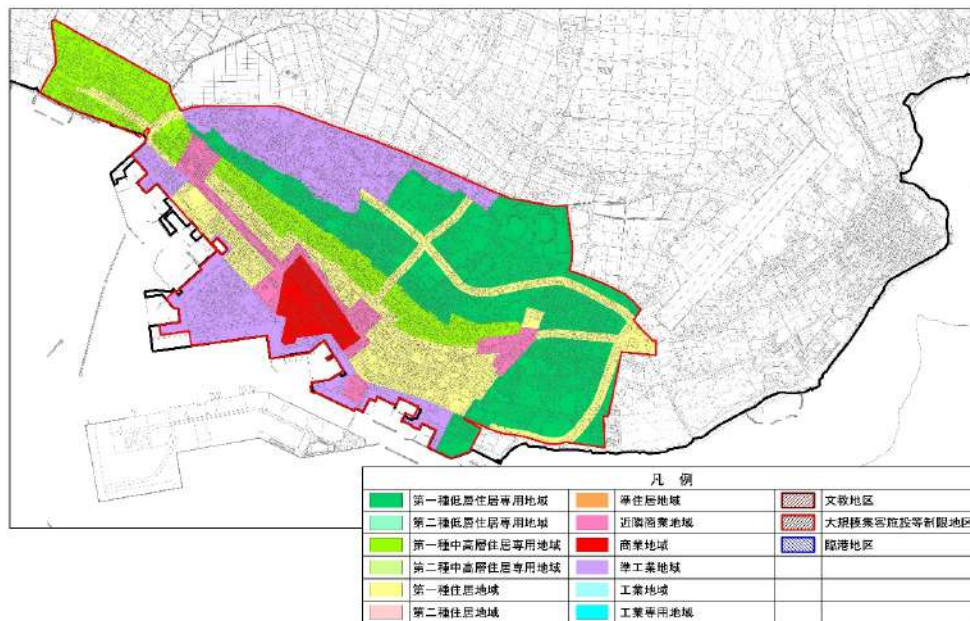 凡 例
第一種低層住居専用地域 準住居地域 文教地区
第二種低層住居専用地域 近隣商業地域 大規模集客施設等制限地区
第一種中高層住居専用地域 商業地域 臨港地区
第二種中高層住居専用地域 準工業地域
第一種住居地域 工業地域
第二種住居地域 工業専用地域